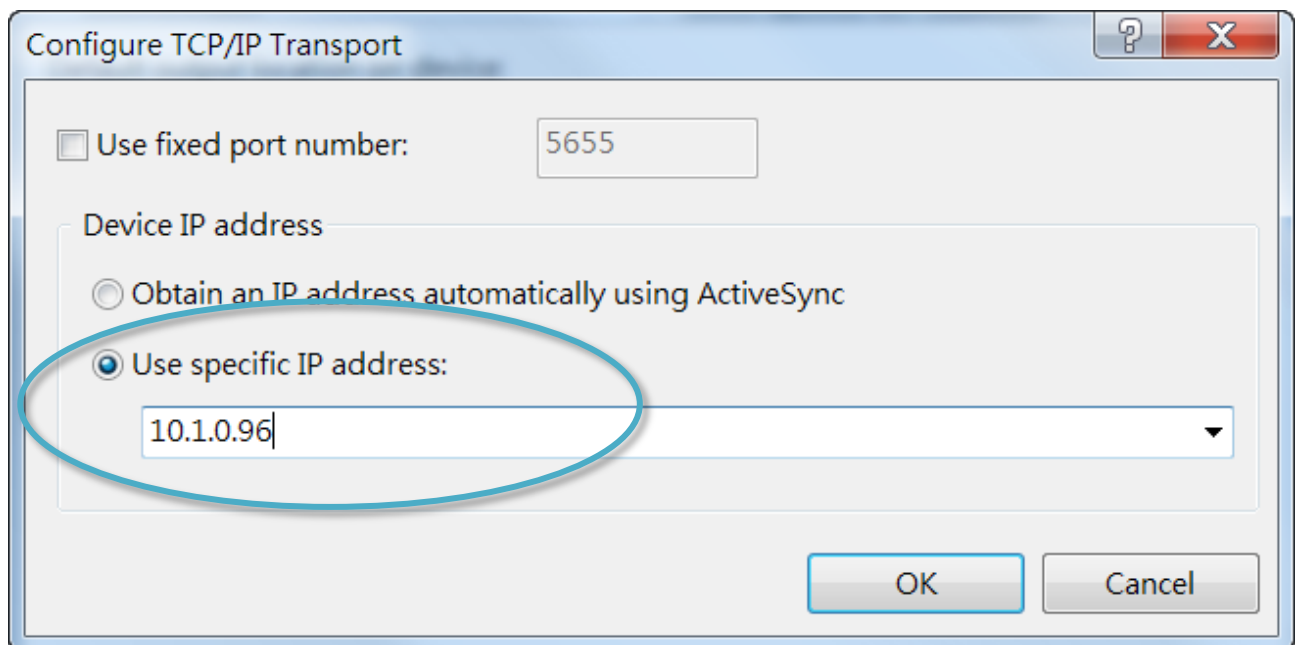 Configure TCP/IP Transport
Use fixed port number: 5655
Device IP address
Obtain an IP address automatically using ActiveSync
Use specific IP address:
10.1.0.96
OK Cancel